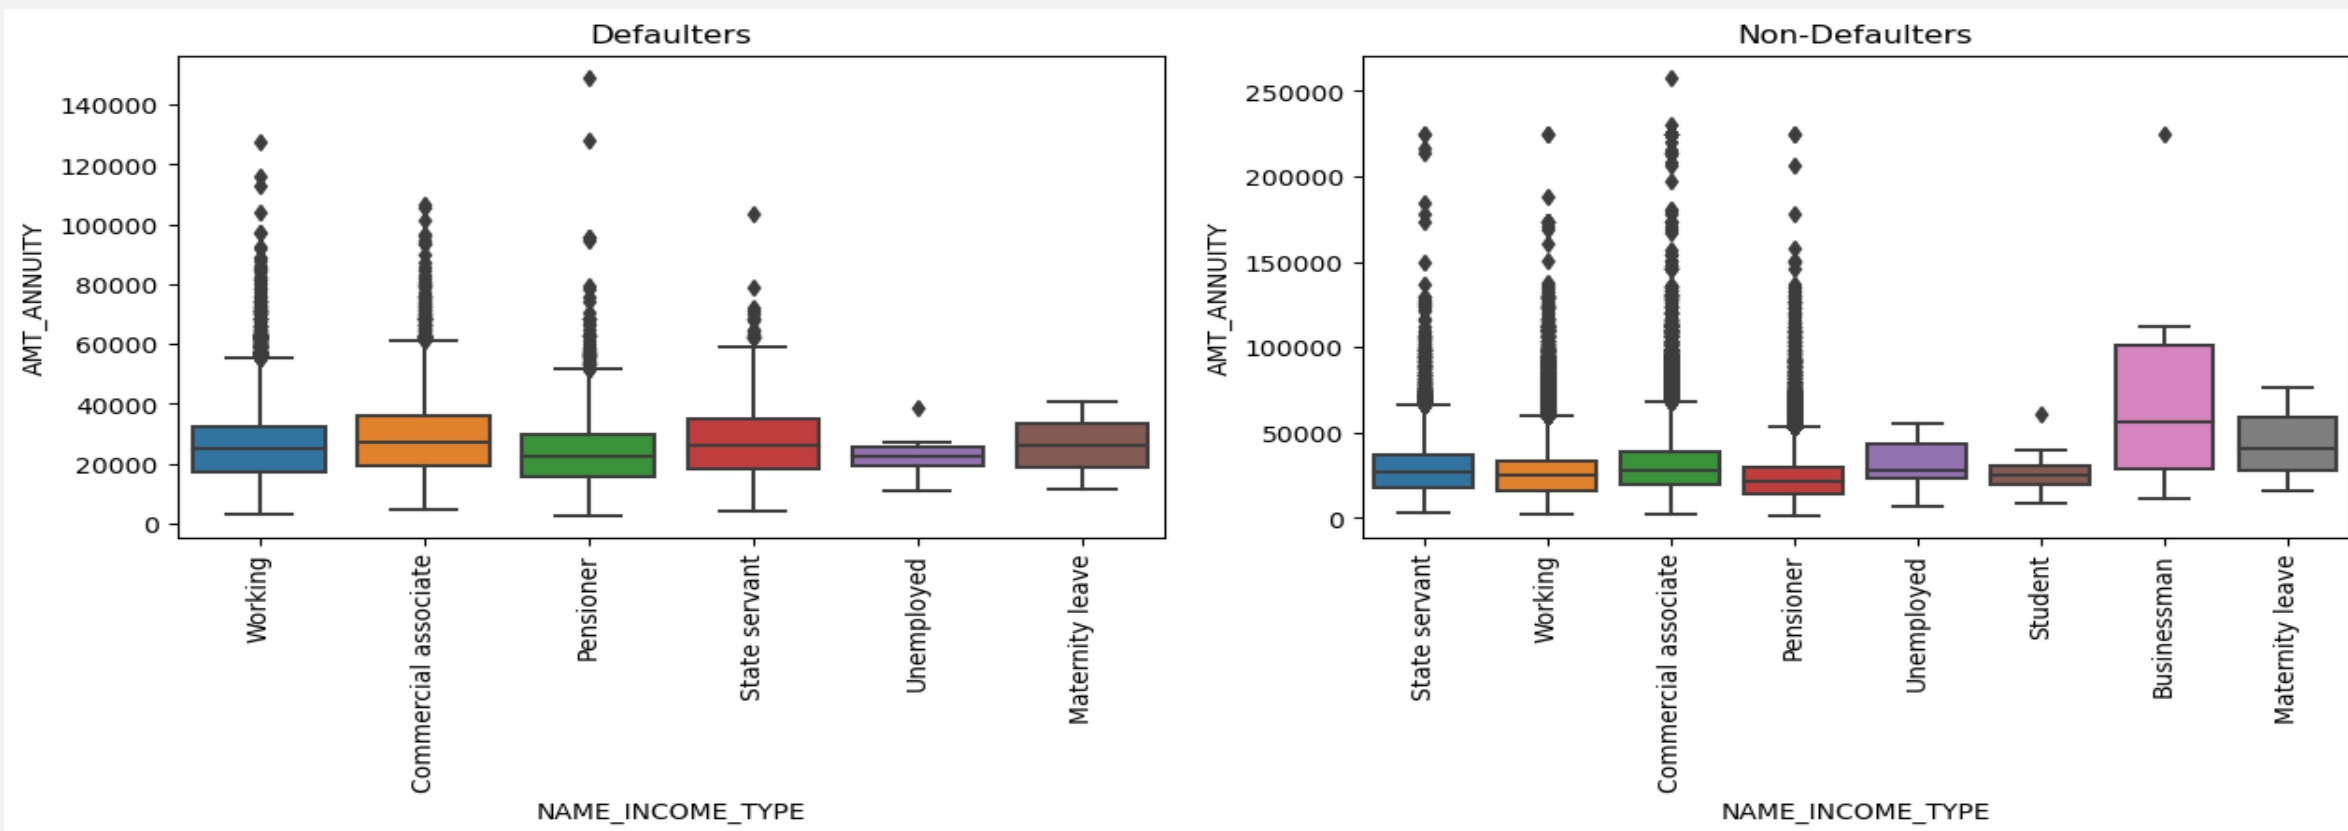 Defaulters
AMT_ANNUITY
140000
120000
100000
80000
60000
40000
20000
0
Working
Commercial associate
Pensioner
State servant
Unemployed
Maternity leave
NAME_INCOME_TYPE
Non-Defaulters
AMT_ANNUITY
250000
200000
150000
100000
50000
0
State servant
Working
Commercial associate
Pensioner
Unemployed
Student
Businessman
Maternity leave
NAME_INCOME_TYPE